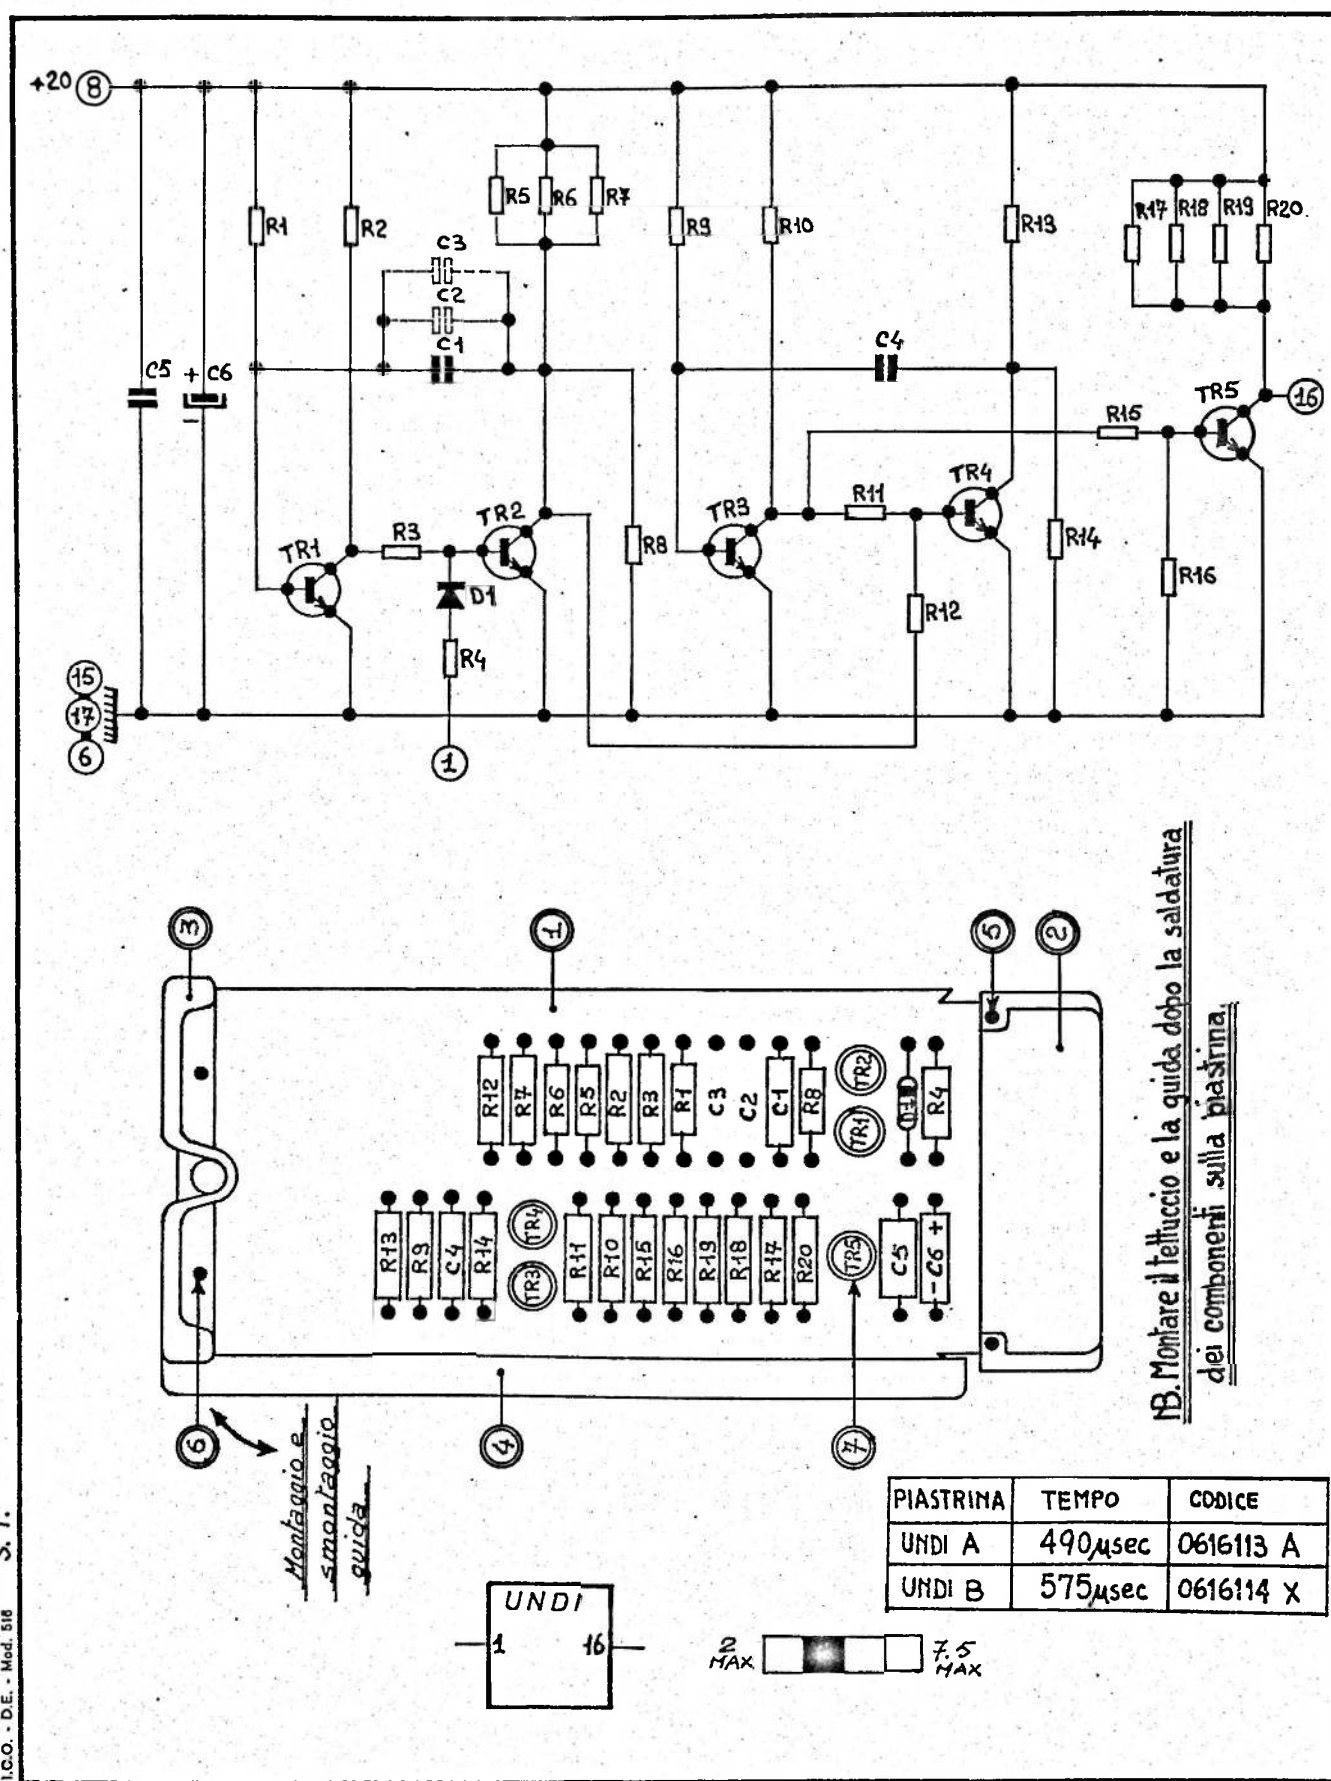 +20 8
R1
R2
R5
R6
R7
R9
R10
R13
R17
R18
R19
R20
C3
C2
C1
C4
C5
+ C6
-
TR5
16
R15
TR4
TR3
R11
TR2
R3
TR1
D1
R8
R14
R16
R12
R4
15
17
6
1
3
1
5
2
R12
R7
R6
R5
R2
R3
R1
C3
C2
C1
R8
TR2
TR1
D1
R4
R13
R9
C4
R14
TR4
TR3
R11
R10
R15
R16
R19
R18
R17
R20
TR5
C5
- C6 +
6
4
7
Montaggio e
smontaggio
guida
NB. Montare il tettuccio e la guida dopo la saldatura
dei componenti sulla piastrina.
PIASTRINA TEMPO CODICE
UNDI A 490µsec 0616113 A
UNDI B 575µsec 0616114 X
UNDI
1 16
2
MAX
7.5
MAX
I.C.O. - D.E. - Mod. 516